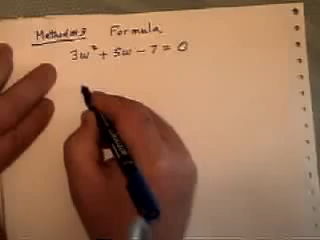 Method#3 Formula
3w² + 5w - 7 = 0